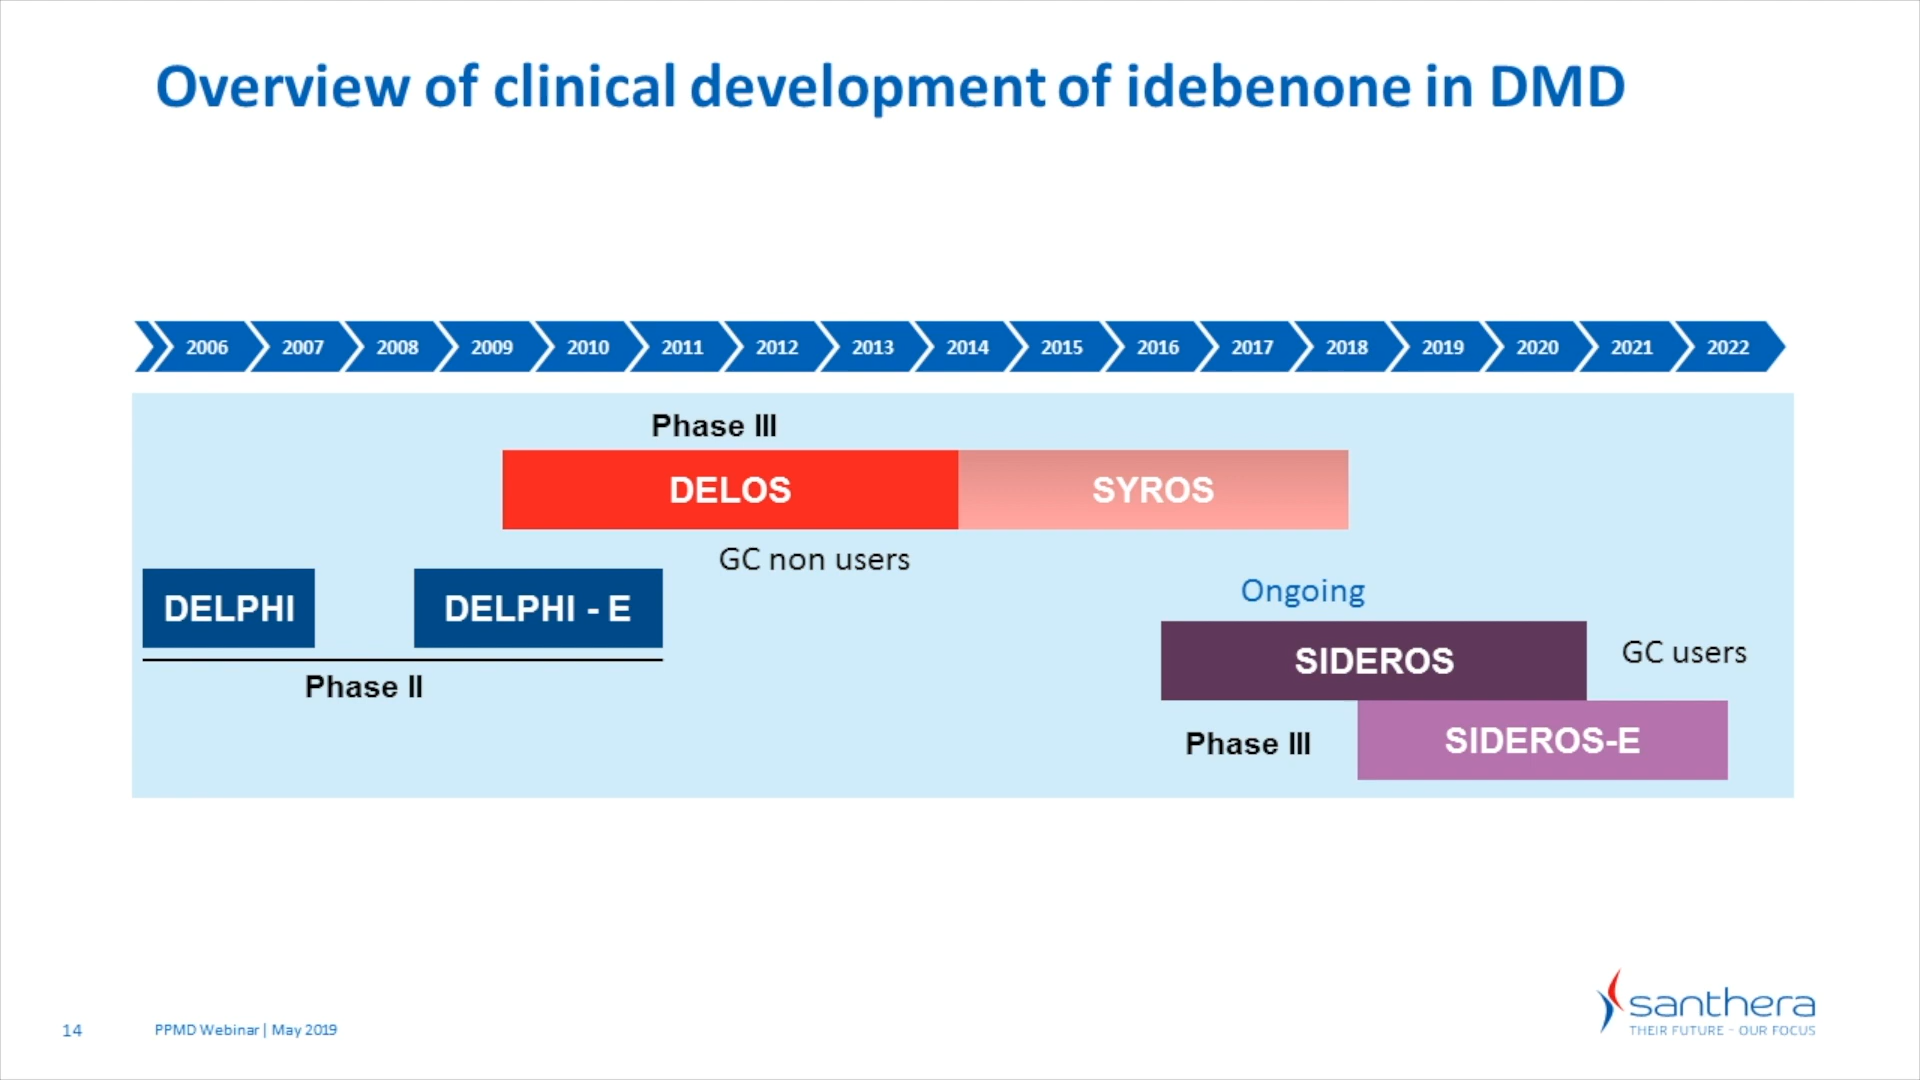 Overview of clinical development of idebenone in DMD
2006 2007 2008 2009 2010 2011 2012 2013 2014 2015 2016 2017 2018 2019 2020 2021 2022
Phase III
DELOS SYROS
GC non users
DELPHI DELPHI - E
Phase II
Ongoing
SIDEROS GC users
Phase III SIDEROS-E
santhera
THEIR FUTURE - OUR FOCUS
14 PPMD Webinar | May 2019